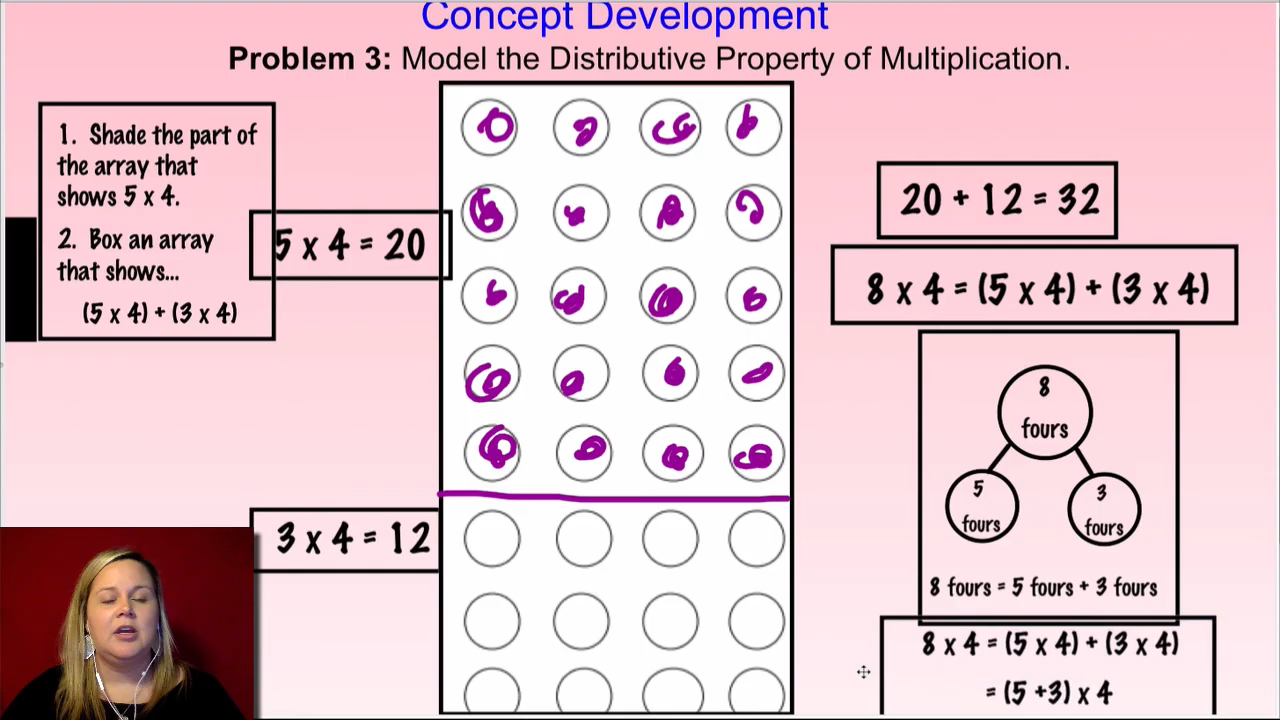 Concept Development
Problem 3: Model the Distributive Property of Multiplication.
1. Shade the part of
the array that
shows 5 x 4.
2. Box an array
that shows...
(5 x 4) + (3 x 4)
5 x 4 = 20
3 x 4 = 12
20 + 12 = 32
8 x 4 = (5 x 4) + (3 x 4)
8
fours
5
fours
3
fours
8 fours = 5 fours + 3 fours
8 x 4 = (5 x 4) + (3 x 4)
= (5 +3) x 4